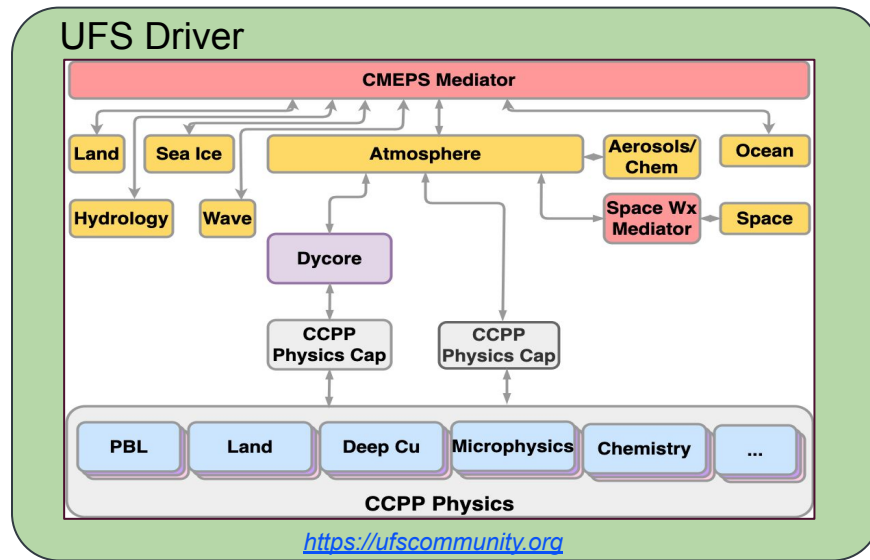 UFS Driver
CMEPS Mediator
Land
Sea Ice
Atmosphere
Aerosols/
Chem
Ocean
Hydrology
Wave
Space Wx
Mediator
Space
Dycore
CCPP
Physics Cap
CCPP
Physics Cap
PBL
Land
Deep Cu
Microphysics
Chemistry
...
CCPP Physics
https://ufscommunity.org